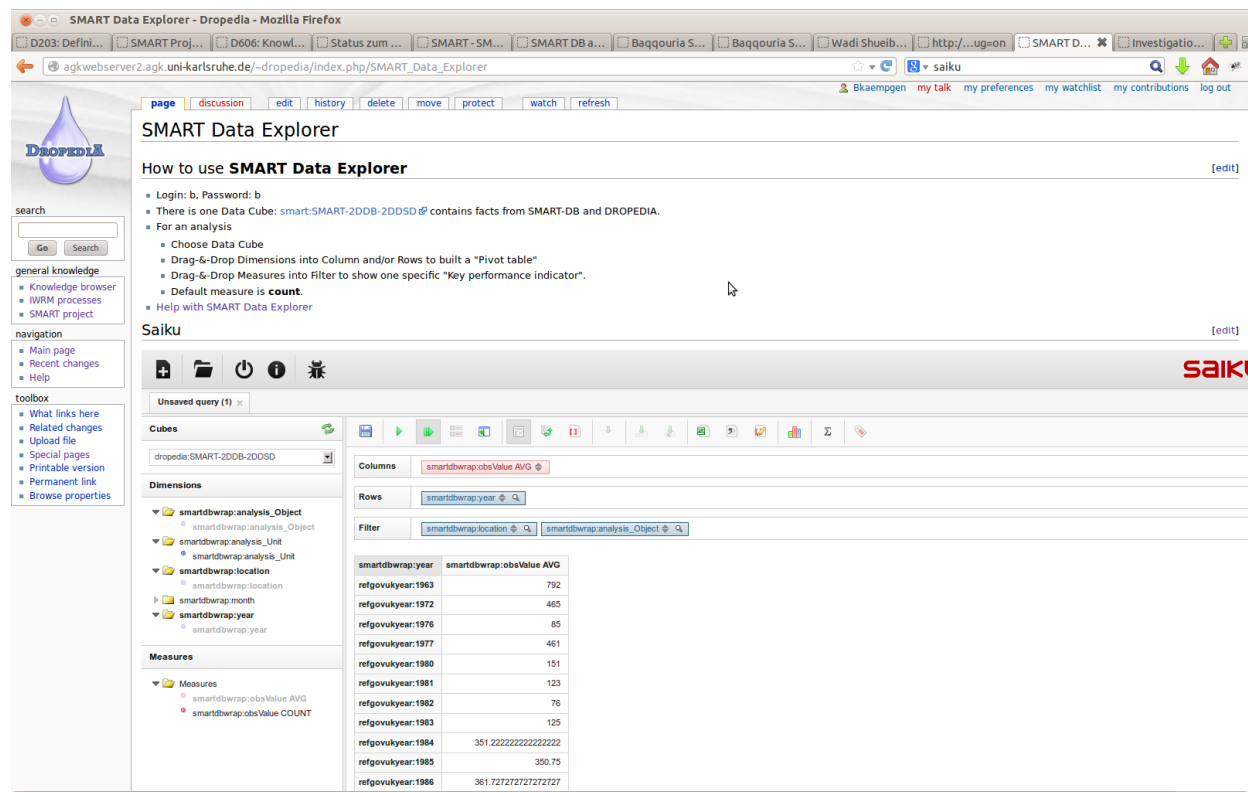 SMART Data Explorer - Dropedia - Mozilla Firefox
D203: Defini... SMART Proj... D606: Knowl... Status zum ... SMART - SM... SMART DB a... Baqqouria S... Baqqouria S... Wadi Shueib... http:/...ug=on SMART D... Investigatio...
agkwebserver2.agk.uni-karlsruhe.de/~dropedia/index.php/SMART_Data_Explorer saiku
Bkaempgen my talk my preferences my watchlist my contributions log out
page discussion edit history delete move protect watch refresh
DROPEDIA
SMART Data Explorer
How to use SMART Data Explorer [edit]
Login: b, Password: b
There is one Data Cube: smart:SMART-2DDB-2DDSD contains facts from SMART-DB and DROPEDIA.
For an analysis
Choose Data Cube
Drag-&-Drop Dimensions into Column and/or Rows to built a "Pivot table"
Drag-&-Drop Measures into Filter to show one specific "Key performance indicator".
Default measure is count.
Help with SMART Data Explorer
search
Go Search
general knowledge
Knowledge browser
IWRM processes
SMART project
navigation
Main page
Recent changes
Help
toolbox
What links here
Related changes
Upload file
Special pages
Printable version
Permanent link
Browse properties
Saiku [edit]
saiku
Unsaved query (1)
Cubes
dropedia:SMART-2DDB-2DDSD
Dimensions
smartdbwrap:analysis_Object
smartdbwrap:analysis_Object
smartdbwrap:analysis_Unit
smartdbwrap:analysis_Unit
smartdbwrap:location
smartdbwrap:location
smartdbwrap:month
smartdbwrap:year
smartdbwrap:year
Measures
Measures
smartdbwrap:obsValue AVG
smartdbwrap:obsValue COUNT
Columns smartdbwrap:obsValue AVG
Rows smartdbwrap:year
Filter smartdbwrap:location smartdbwrap:analysis_Object
smartdbwrap:year smartdbwrap:obsValue AVG
refgovukyear:1963 792
refgovukyear:1972 465
refgovukyear:1976 85
refgovukyear:1977 461
refgovukyear:1980 151
refgovukyear:1981 123
refgovukyear:1982 76
refgovukyear:1983 125
refgovukyear:1984 351.222222222222222
refgovukyear:1985 350.75
refgovukyear:1986 361.727272727272727